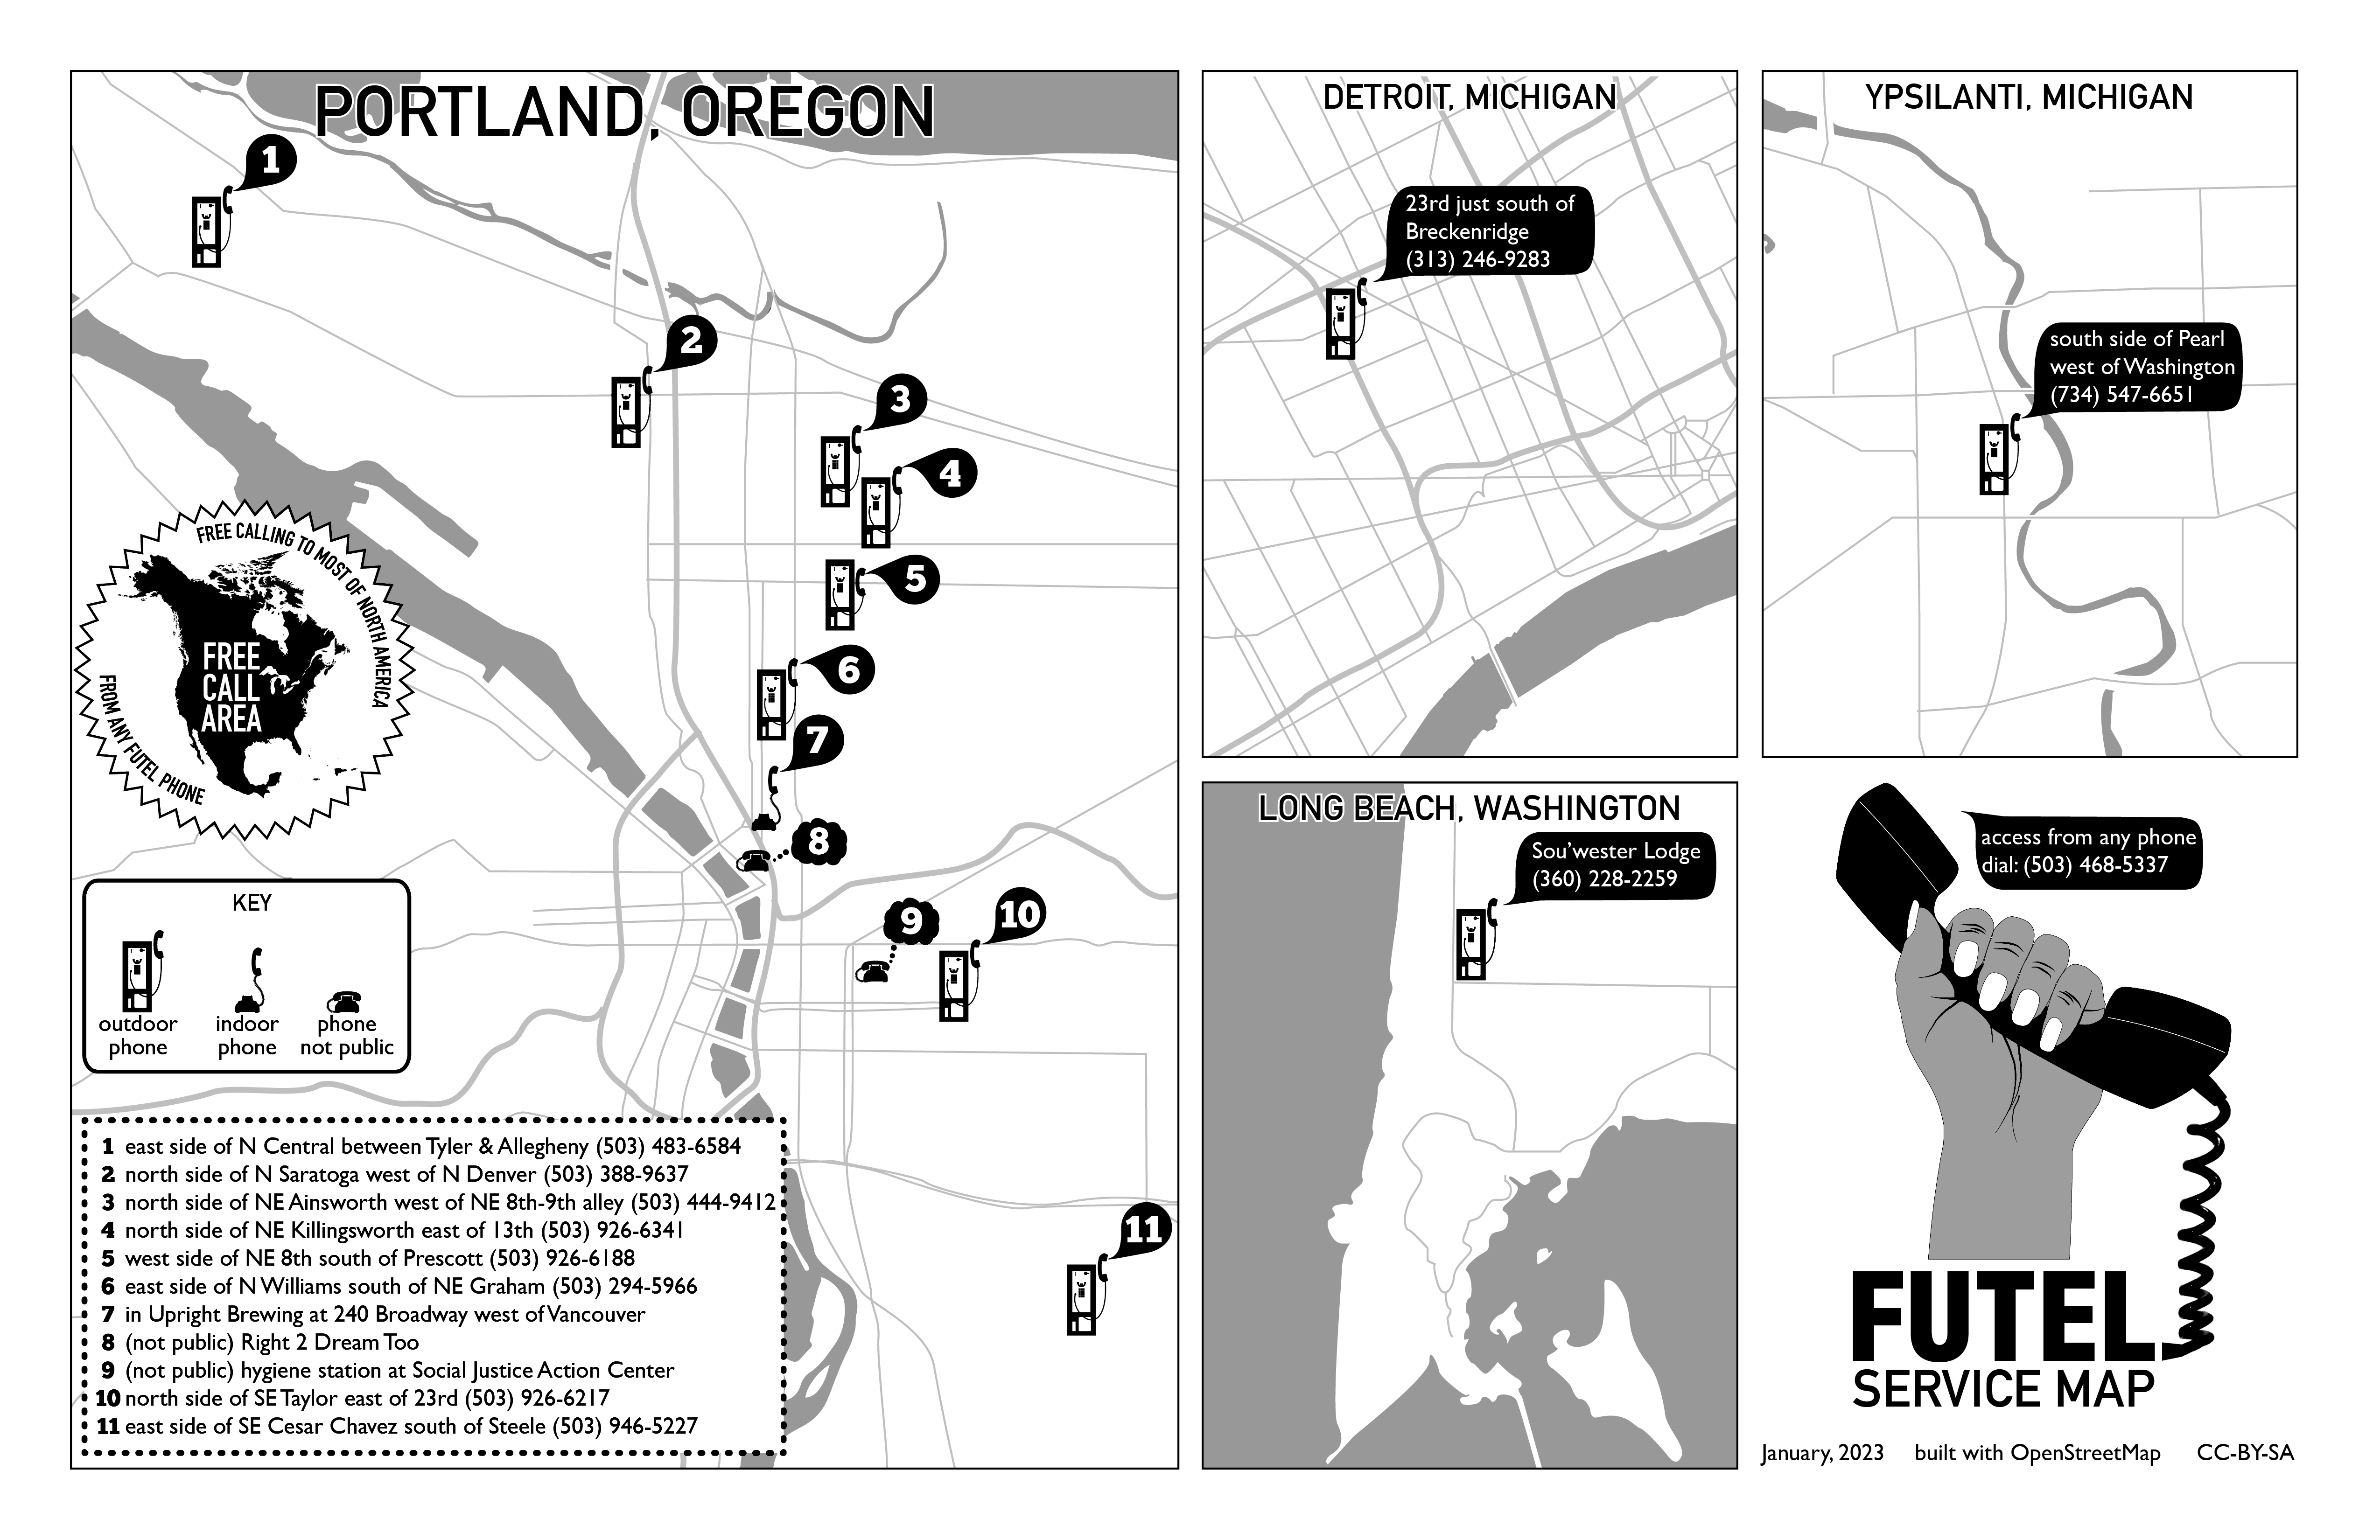 PORTLAND, OREGON
1
2
3
4
5
6
7
8
9
10
11
FREE CALLING TO MOST OF NORTH AMERICA
FROM ANY FUTEL PHONE
FREE
CALL
AREA
KEY
outdoor
phone
indoor
phone
phone
not public
1 east side of N Central between Tyler & Allegheny (503) 483-6584
2 north side of N Saratoga west of N Denver (503) 388-9637
3 north side of NE Ainsworth west of NE 8th-9th alley (503) 444-9412
4 north side of NE Killingsworth east of 13th (503) 926-6341
5 west side of NE 8th south of Prescott (503) 926-6188
6 east side of N Williams south of NE Graham (503) 294-5966
7 in Upright Brewing at 240 Broadway west of Vancouver
8 (not public) Right 2 Dream Too
9 (not public) hygiene station at Social Justice Action Center
10 north side of SE Taylor east of 23rd (503) 926-6217
11 east side of SE Cesar Chavez south of Steele (503) 946-5227
DETROIT, MICHIGAN
23rd just south of
Breckenridge
(313) 246-9283
YPSILANTI, MICHIGAN
south side of Pearl
west of Washington
(734) 547-6651
LONG BEACH, WASHINGTON
Sou'wester Lodge
(360) 228-2259
access from any phone
dial: (503) 468-5337
FUTEL
SERVICE MAP
January, 2023 built with OpenStreetMap CC-BY-SA